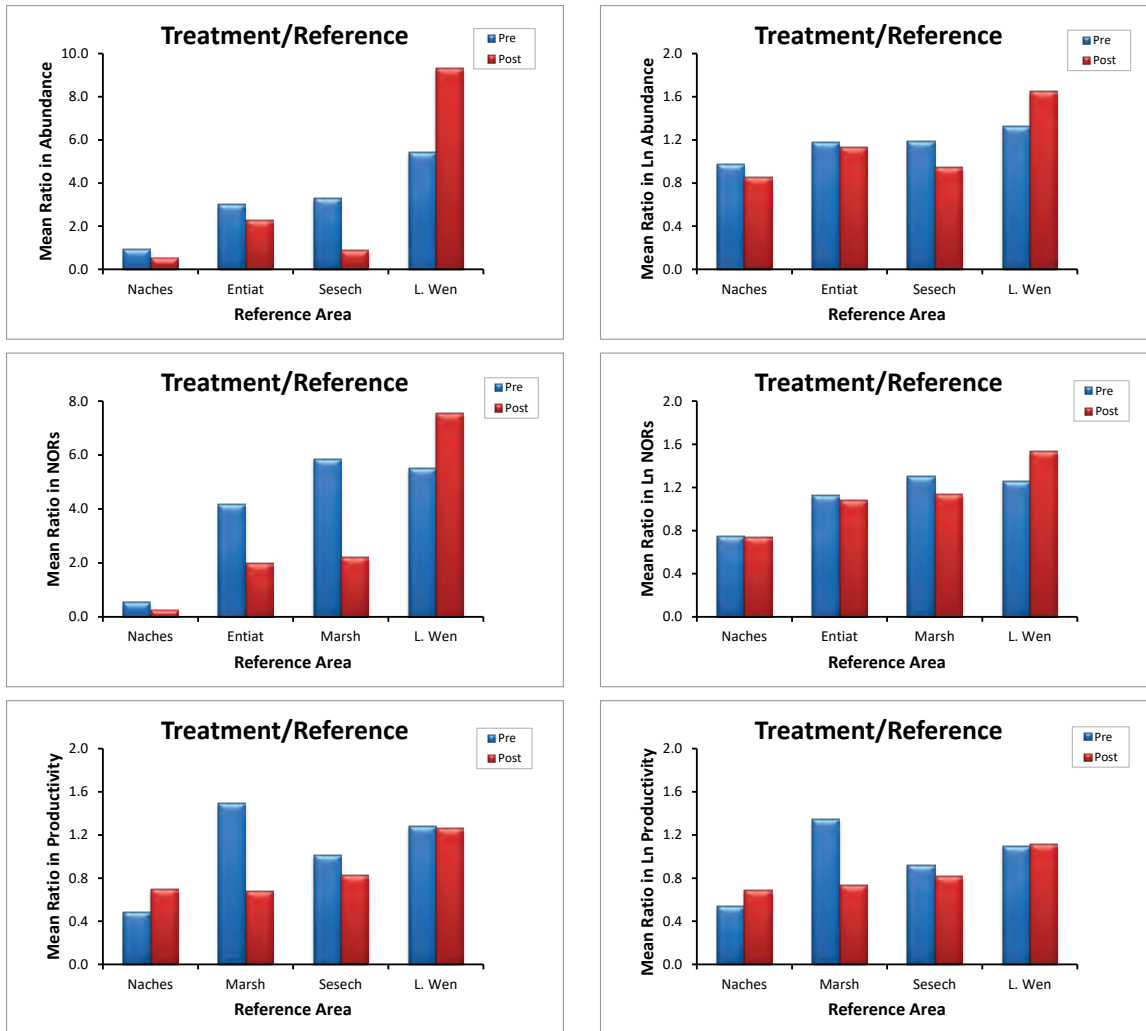 Treatment/Reference
Pre
Post
Mean Ratio in Abundance
10.0
8.0
6.0
4.0
2.0
0.0
Naches Entiat Sesech L. Wen
Reference Area
Treatment/Reference
Pre
Post
Mean Ratio in Ln Abundance
2.0
1.6
1.2
0.8
0.4
0.0
Naches Entiat Sesech L. Wen
Reference Area
Treatment/Reference
Pre
Post
Mean Ratio in NORs
8.0
6.0
4.0
2.0
0.0
Naches Entiat Marsh L. Wen
Reference Area
Treatment/Reference
Pre
Post
Mean Ratio in Ln NORs
2.0
1.6
1.2
0.8
0.4
0.0
Naches Entiat Marsh L. Wen
Reference Area
Treatment/Reference
Pre
Post
Mean Ratio in Productivity
2.0
1.6
1.2
0.8
0.4
0.0
Naches Marsh Sesech L. Wen
Reference Area
Treatment/Reference
Pre
Post
Mean Ratio in Ln Productivity
2.0
1.6
1.2
0.8
0.4
0.0
Naches Marsh Sesech L. Wen
Reference Area